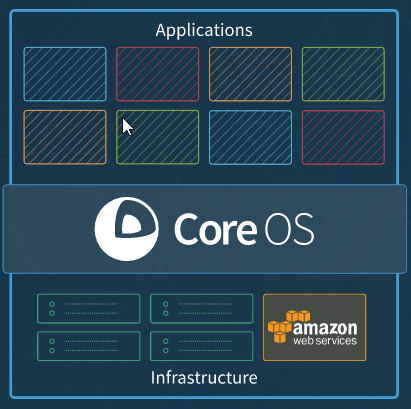 Applications
Core OS
amazon
web services
Infrastructure